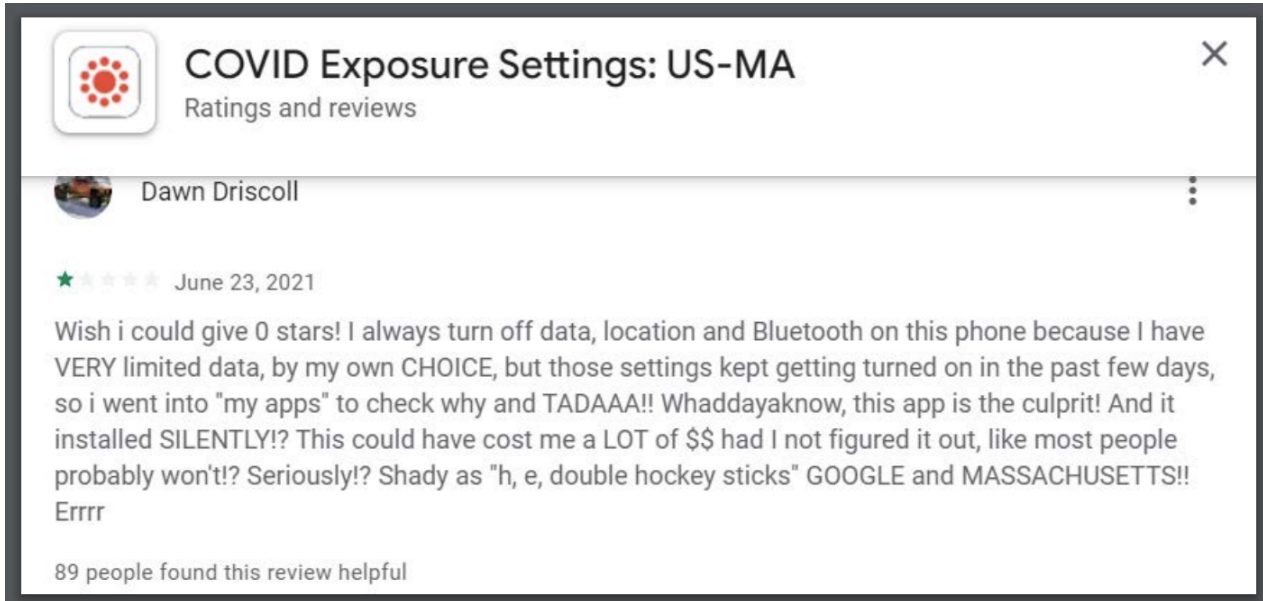 COVID Exposure Settings: US-MA
Ratings and reviews
Dawn Driscoll
June 23, 2021
Wish i could give 0 stars! I always turn off data, location and Bluetooth on this phone because I have
VERY limited data, by my own CHOICE, but those settings kept getting turned on in the past few days,
so i went into "my apps" to check why and TADAAA!! Whaddayaknow, this app is the culprit! And it
installed SILENTLY!? This could have cost me a LOT of $$ had I not figured it out, like most people
probably won't!? Seriously!? Shady as "h, e, double hockey sticks" GOOGLE and MASSACHUSETTS!!
Errrr
89 people found this review helpful